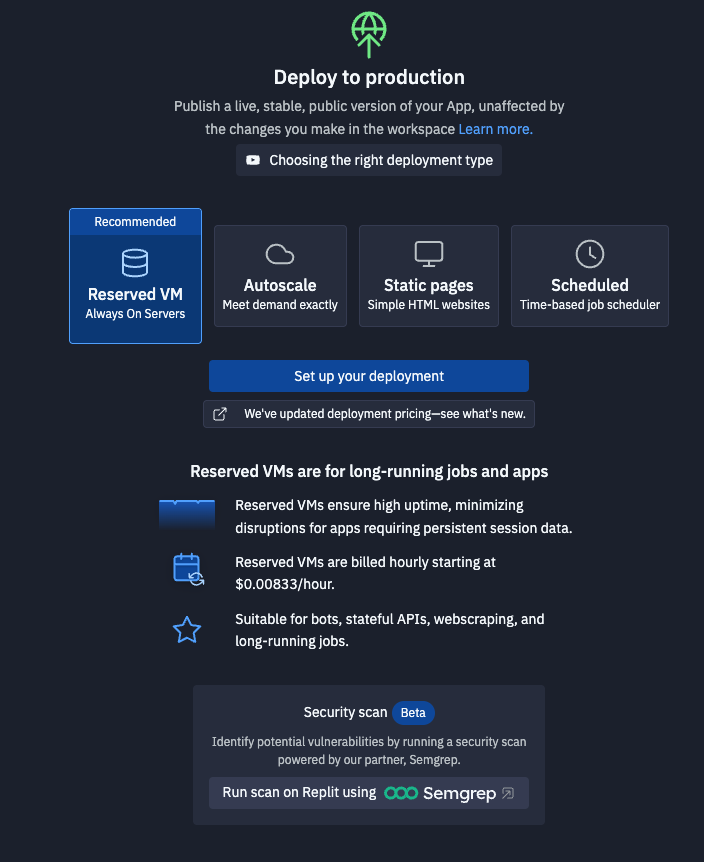 Deploy to production
Publish a live, stable, public version of your App, unaffected by
the changes you make in the workspace Learn more.
Choosing the right deployment type
Recommended
Reserved VM
Always On Servers
Autoscale
Meet demand exactly
Static pages
Simple HTML websites
Scheduled
Time-based job scheduler
Set up your deployment
We've updated deployment pricing—see what's new.
Reserved VMs are for long-running jobs and apps
Reserved VMs ensure high uptime, minimizing
disruptions for apps requiring persistent session data.
Reserved VMs are billed hourly starting at
$0.00833/hour.
Suitable for bots, stateful APIs, webscraping, and
long-running jobs.
Security scan Beta
Identify potential vulnerabilities by running a security scan
powered by our partner, Semgrep.
Run scan on Replit using Semgrep